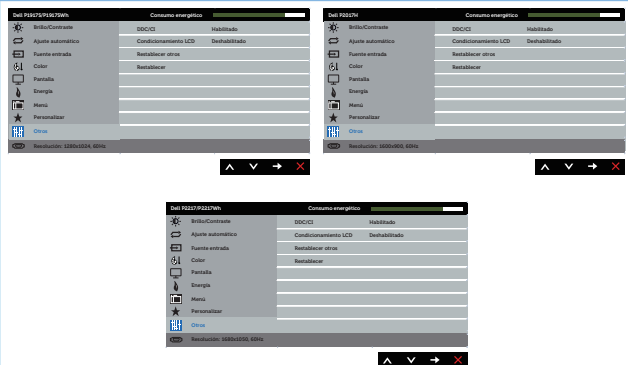 Dell P1917S/P1917SWh Consumo energético
Brillo/Contraste DDC/CI Habilitado
Ajuste automático Condicionamiento LCD Deshabilitado
Fuente entrada Restablecer otros
Color Restablecer
Pantalla
Energía
Menú
Personalizar
Otros
Resolución: 1280x1024, 60Hz
Dell P2017H Consumo energético
Brillo/Contraste DDC/CI Habilitado
Ajuste automático Condicionamiento LCD Deshabilitado
Fuente entrada Restablecer otros
Color Restablecer
Pantalla
Energía
Menú
Personalizar
Otros
Resolución: 1600x900, 60Hz
Dell P2217/P2217Wh Consumo energético
Brillo/Contraste DDC/CI Habilitado
Ajuste automático Condicionamiento LCD Deshabilitado
Fuente entrada Restablecer otros
Color Restablecer
Pantalla
Energía
Menú
Personalizar
Otros
Resolución: 1680x1050, 60Hz